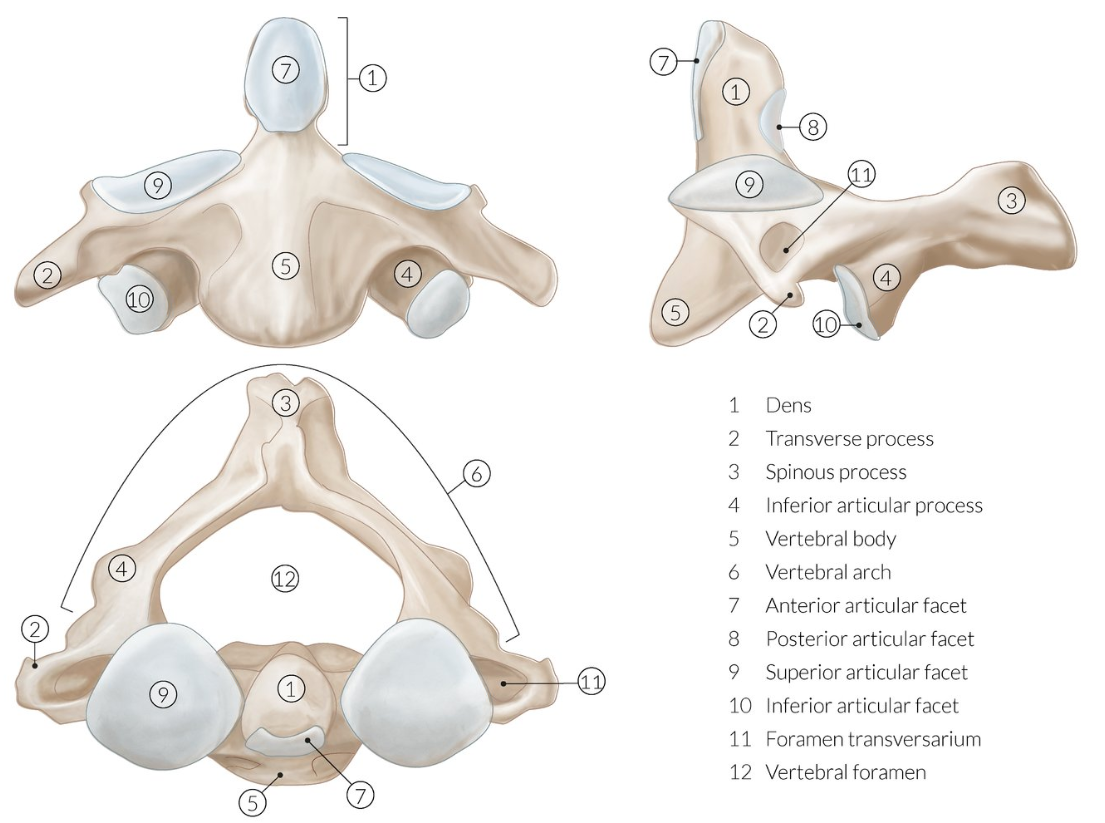 7
1
9
2
5
4
10
7
1
8
9
11
3
4
5
2
10
3
6
4
12
2
9
1
11
5
7
1 Dens
2 Transverse process
3 Spinous process
4 Inferior articular process
5 Vertebral body
6 Vertebral arch
7 Anterior articular facet
8 Posterior articular facet
9 Superior articular facet
10 Inferior articular facet
11 Foramen transversarium
12 Vertebral foramen